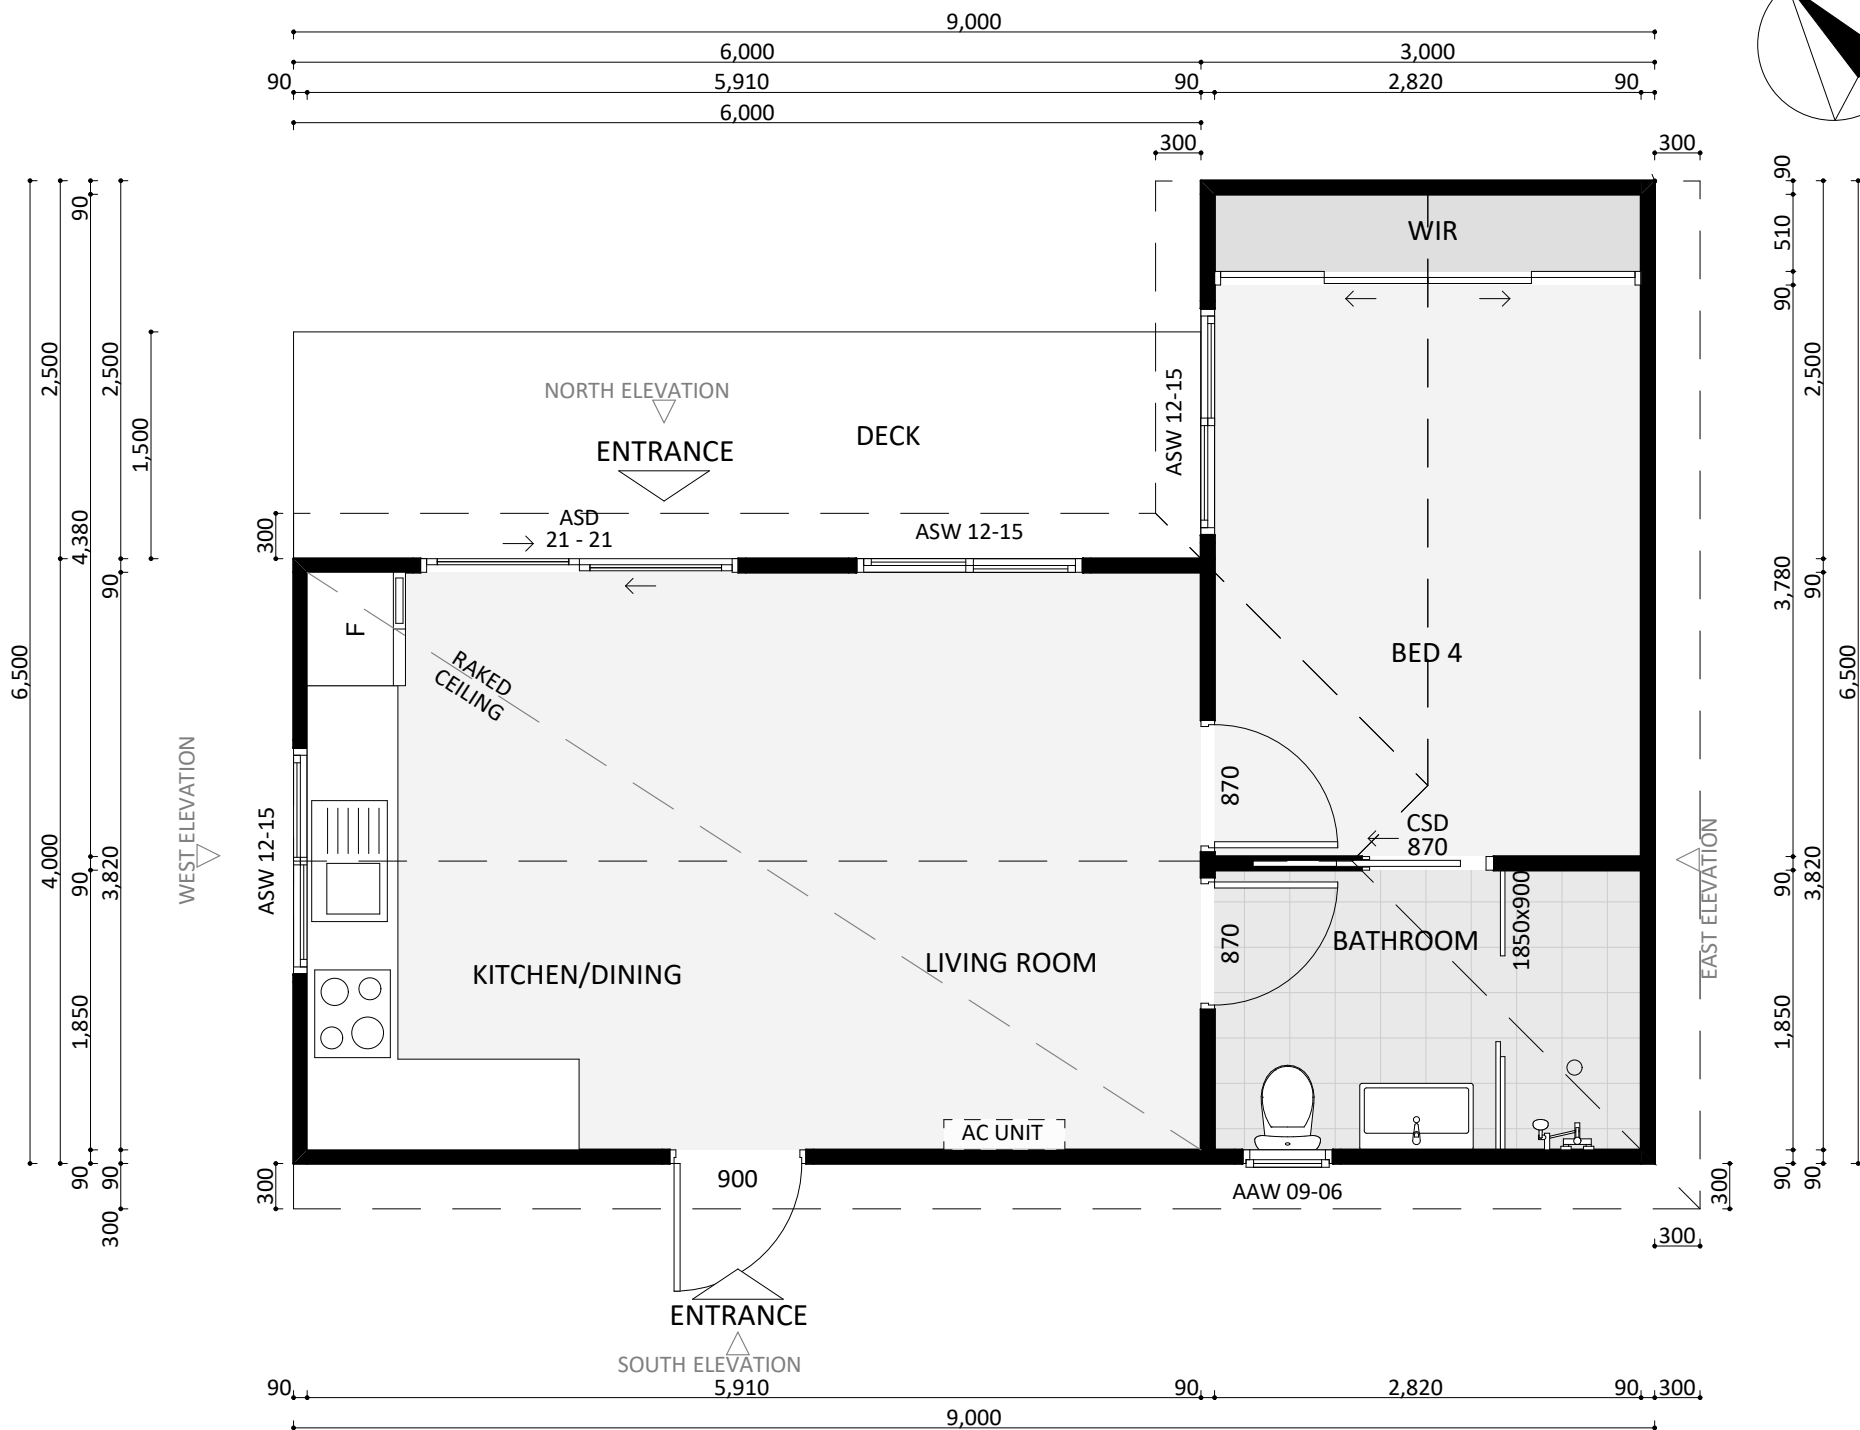 9,000
6,000
3,000
90
5,910
90
2,820
90
6,000
300
300
90
510
90
2,500
3,780
90
6,500
3,820
90
1,850
90
90
90
2,500
2,500
1,500
4,380
90
6,500
4,000
90
3,820
1,850
90
90
300
WIR
NORTH ELEVATION
ENTRANCE
DECK
ASW 12-15
300
ASD
21 - 21
ASW 12-15
F
RAKED
CEILING
BED 4
WEST ELEVATION
ASW 12-15
870
CSD
870
EAST ELEVATION
870
BATHROOM
1850x900
KITCHEN/DINING
LIVING ROOM
AC UNIT
300
900
AAW 09-06
300
300
ENTRANCE
SOUTH ELEVATION
90
5,910
90
2,820
90
300
9,000